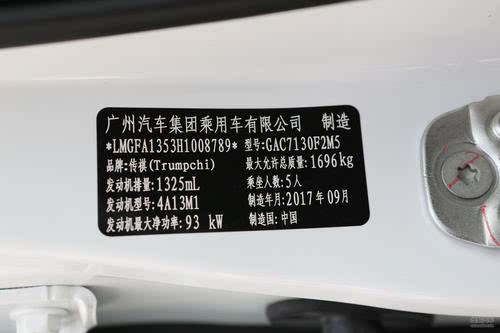 广州汽车集团乘用车有限公司 制造
*LMGFA1353H1008789* 型号:GAC7130F2M5
品牌:传祺(Trumpchi) 最大允许总质量:1696kg
发动机排量:1325mL 乘坐人数:5人
发动机型号:4A13M1 制造年月:2017年09月
发动机最大净功率:93 kW 制造国:中国